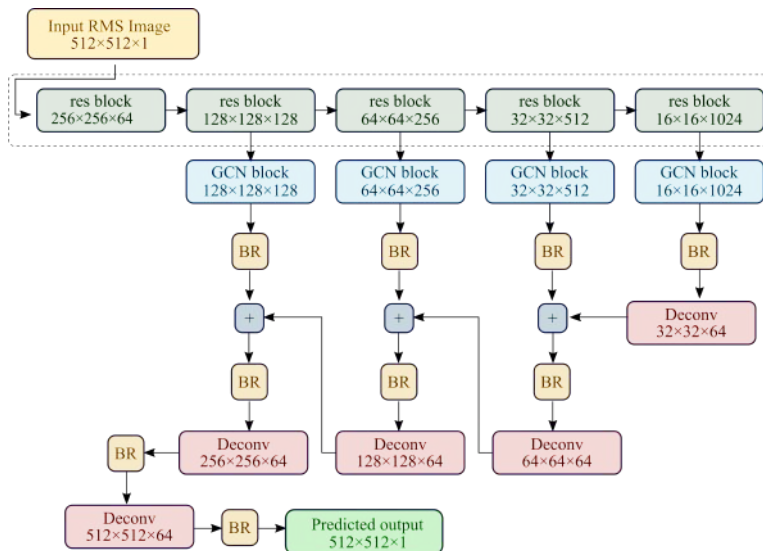 Input RMS Image
512×512×1
res block
256×256×64
res block
128×128×128
res block
64×64×256
res block
32×32×512
res block
16×16×1024
GCN block
128×128×128
GCN block
64×64×256
GCN block
32×32×512
GCN block
16×16×1024
BR
BR
BR
BR
+
+
+
Deconv
32×32×64
BR
BR
BR
Deconv
256×256×64
Deconv
128×128×64
Deconv
64×64×64
BR
Deconv
512×512×64
BR
Predicted output
512×512×1